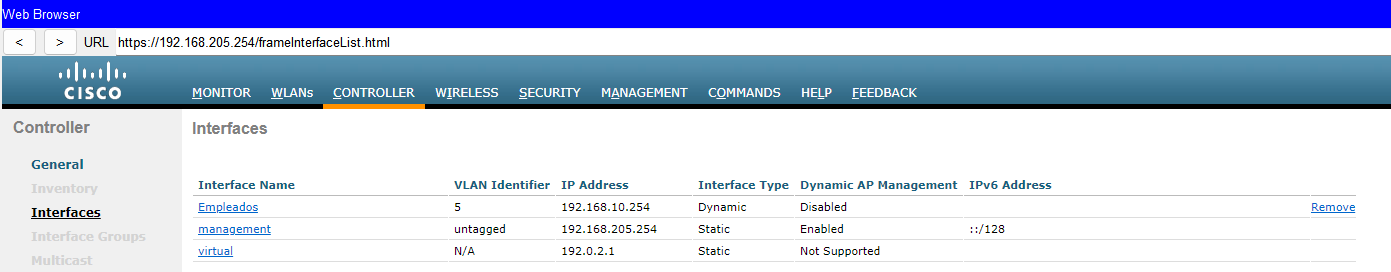 Web Browser
< > URL https://192.168.205.254/frameInterfaceList.html
CISCO MONITOR WLANs CONTROLLER WIRELESS SECURITY MANAGEMENT COMMANDS HELP FEEDBACK
Controller
General
Inventory
Interfaces
Interface Groups
Multicast
Interfaces
Interface Name VLAN Identifier IP Address Interface Type Dynamic AP Management IPv6 Address
Empleados 5 192.168.10.254 Dynamic Disabled Remove
management untagged 192.168.205.254 Static Enabled ::/128
virtual N/A 192.0.2.1 Static Not Supported